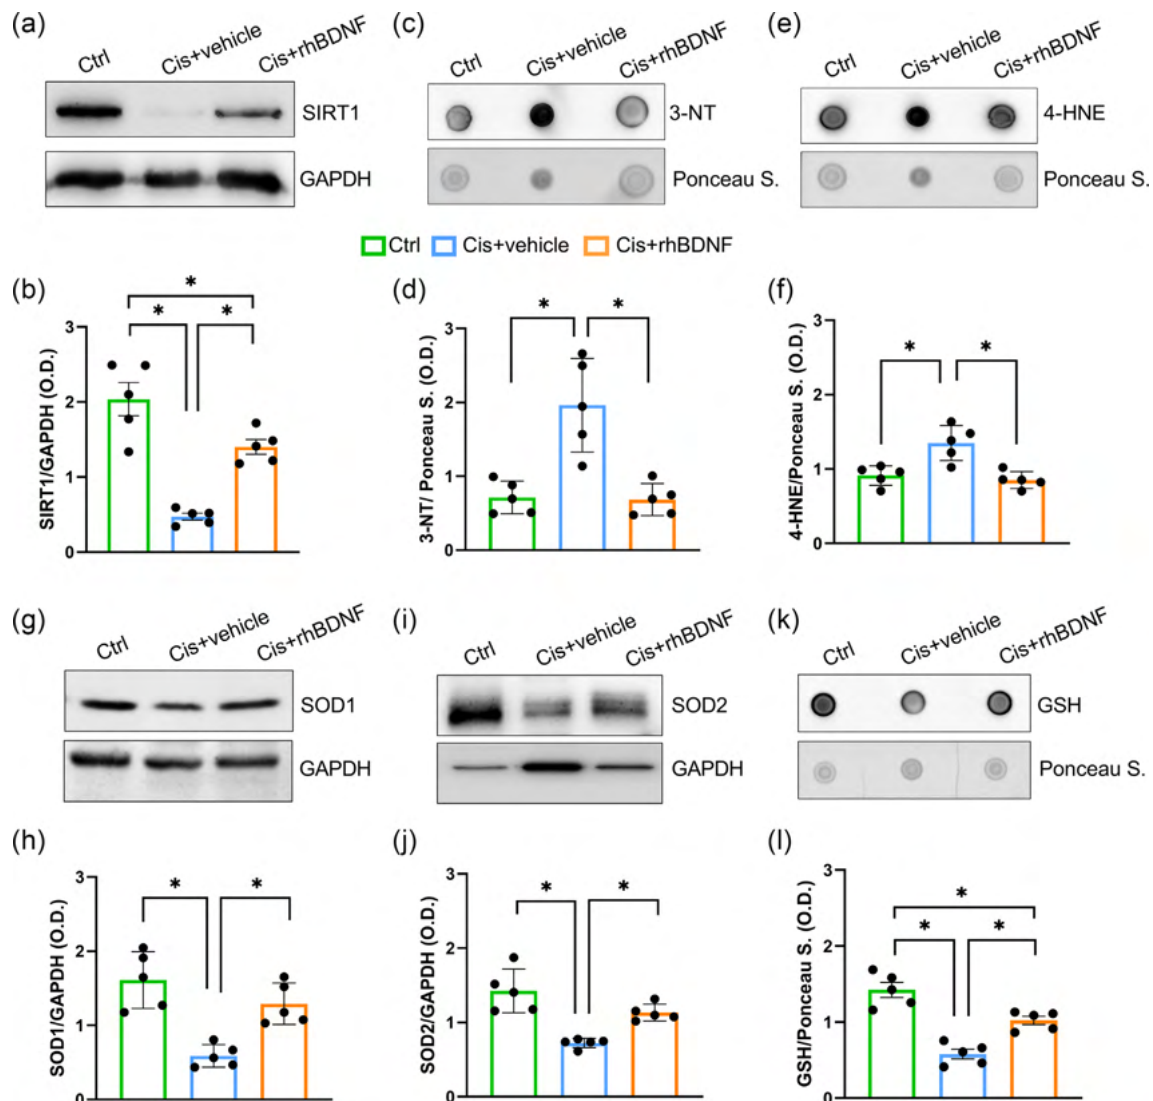 (a)
Ctrl
Cis+vehicle
Cis+rhBDNF
SIRT1
GAPDH
(c)
Ctrl
Cis+vehicle
Cis+rhBDNF
3-NT
Ponceau S.
(e)
Ctrl
Cis+vehicle
Cis+rhBDNF
4-HNE
Ponceau S.
Ctrl Cis+vehicle Cis+rhBDNF
(b)
SIRT1/GAPDH (O.D.)
3
2
1
0
*
*
*
(d)
3-NT/ Ponceau S. (O.D.)
3
2
1
0
*
*
(f)
4-HNE/Ponceau S. (O.D.)
3
2
1
0
*
*
(g)
Ctrl
Cis+vehicle
Cis+rhBDNF
SOD1
GAPDH
(i)
Ctrl
Cis+vehicle
Cis+rhBDNF
SOD2
GAPDH
(k)
Ctrl
Cis+vehicle
Cis+rhBDNF
GSH
Ponceau S.
(h)
SOD1/GAPDH (O.D.)
3
2
1
0
*
*
(j)
SOD2/GAPDH (O.D.)
3
2
1
0
*
*
(l)
GSH/Ponceau S. (O.D.)
3
2
1
0
*
*
*